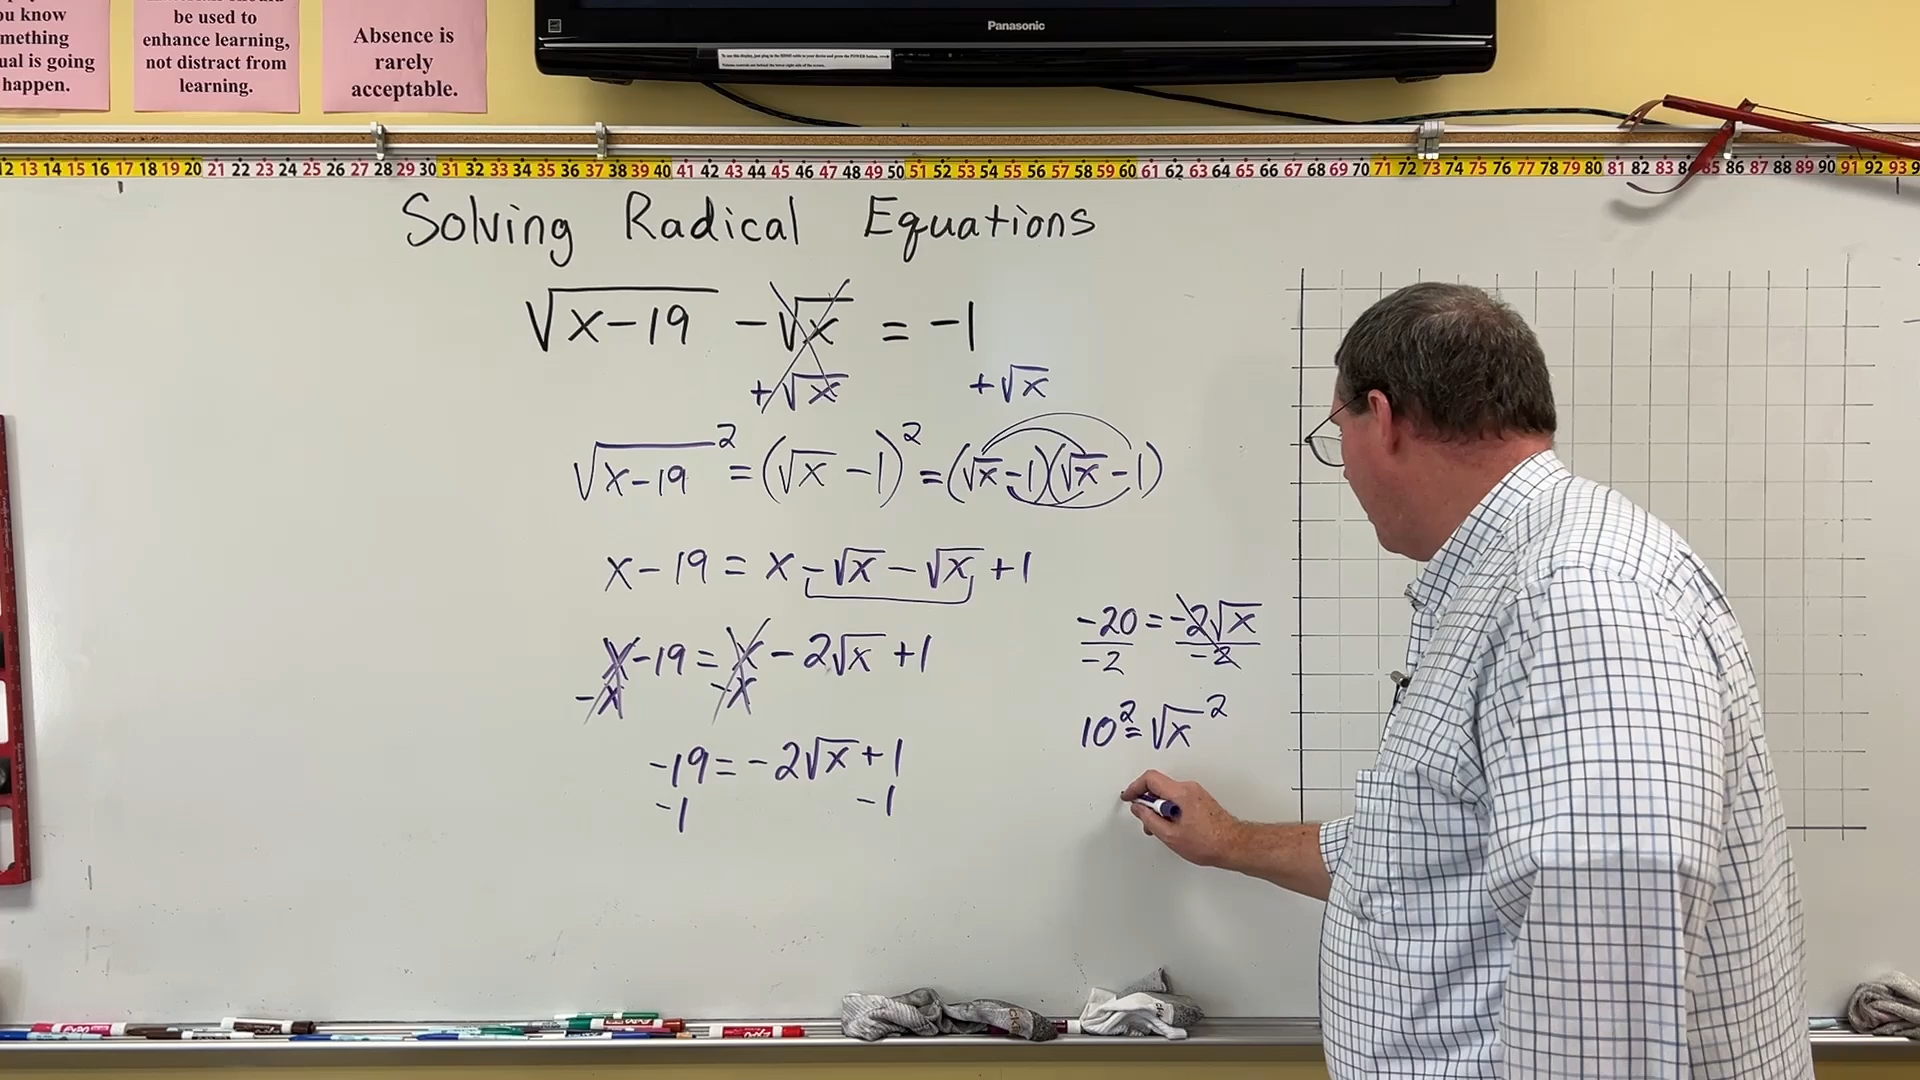 ou know
mething
ual is going
happen.
be used to
enhance learning,
not distract from
learning.
Absence is
rarely
acceptable.
Panasonic
12 13 14 15 16 17 18 19 20 21 22 23 24 25 26 27 28 29 30 31 32 33 34 35 36 37 38 39 40 41 42 43 44 45 46 47 48 49 50 51 52 53 54 55 56 57 58 59 60 61 62 63 64 65 66 67 68 69 70 71 72 73 74 75 76 77 78 79 80 81 82 83 84 85 86 87 88 89 90 91 92 93
Solving Radical Equations
√(x-19) - √x = -1
+√x +√x
√(x-19)² = (√x - 1)² = (√x - 1)(√x - 1)
x - 19 = x - √x - √x + 1
x - 19 = x - 2√x + 1
-x -x
-19 = -2√x + 1
-1 -1
-20 = -2√x
-2 -2
10² = √x²